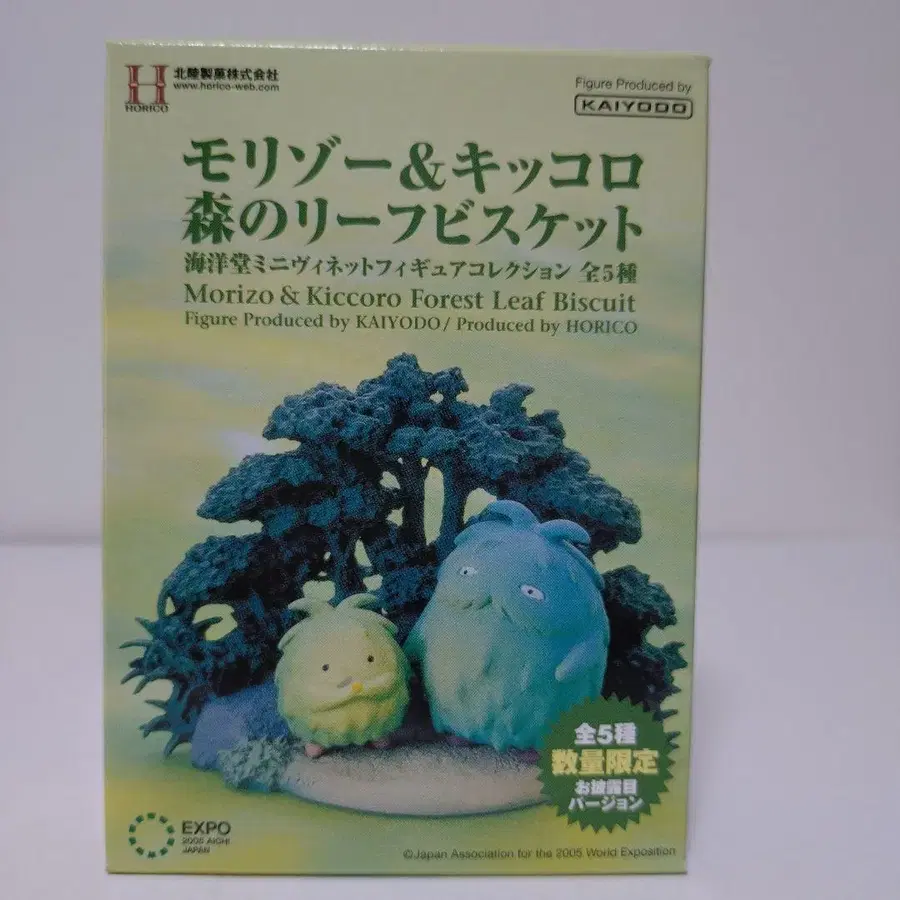 H
HORICO
北陸製菓株式会社
www.horico-web.com
Figure Produced by
KAIYODO
モリゾー&キッコロ
森のリーフビスケット
海洋堂ミニヴィネットフィギュアコレクション 全5種
Morizo & Kiccoro Forest Leaf Biscuit
Figure Produced by KAIYODO/ Produced by HORICO
全5種
数量限定
お披露目
バージョン
EXPO
2005 AICHI
JAPAN
©Japan Association for the 2005 World Exposition